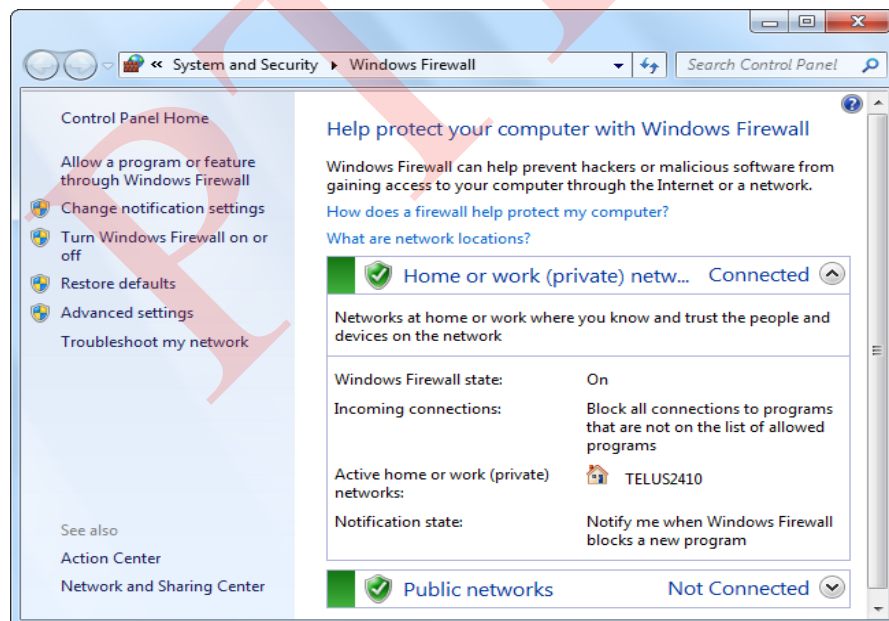 « System and Security ▸ Windows Firewall
Search Control Panel
Control Panel Home
Allow a program or feature
through Windows Firewall
Change notification settings
Turn Windows Firewall on or
off
Restore defaults
Advanced settings
Troubleshoot my network
See also
Action Center
Network and Sharing Center
Help protect your computer with Windows Firewall
Windows Firewall can help prevent hackers or malicious software from
gaining access to your computer through the Internet or a network.
How does a firewall help protect my computer?
What are network locations?
Home or work (private) netw... Connected
Networks at home or work where you know and trust the people and
devices on the network
Windows Firewall state: On
Incoming connections: Block all connections to programs
that are not on the list of allowed
programs
Active home or work (private)
networks:
TELUS2410
Notification state: Notify me when Windows Firewall
blocks a new program
Public networks Not Connected